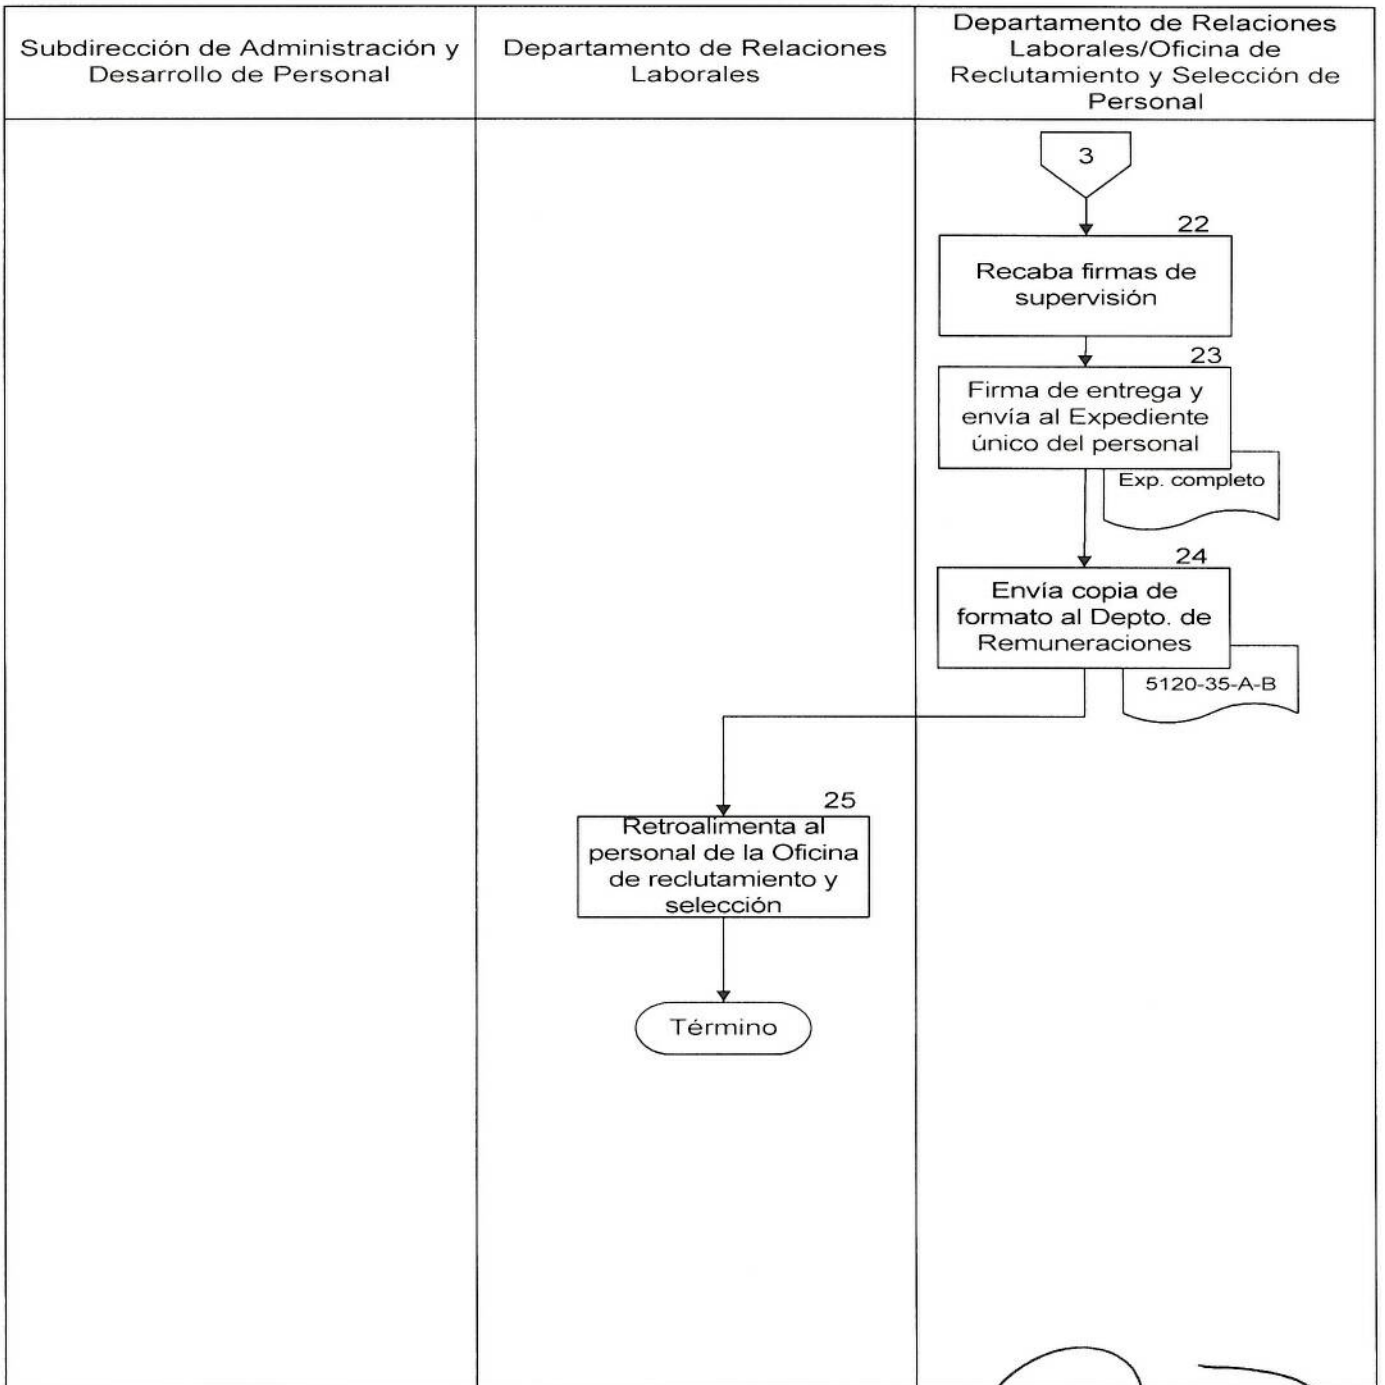 Subdirección de Administración y
Desarrollo de Personal
Departamento de Relaciones
Laborales
Departamento de Relaciones
Laborales/Oficina de
Reclutamiento y Selección de
Personal
3
22
Recaba firmas de
supervisión
23
Firma de entrega y
envía al Expediente
único del personal
Exp. completo
24
Envía copia de
formato al Depto. de
Remuneraciones
5120-35-A-B
25
Retroalimenta al
personal de la Oficina
de reclutamiento y
selección
Término